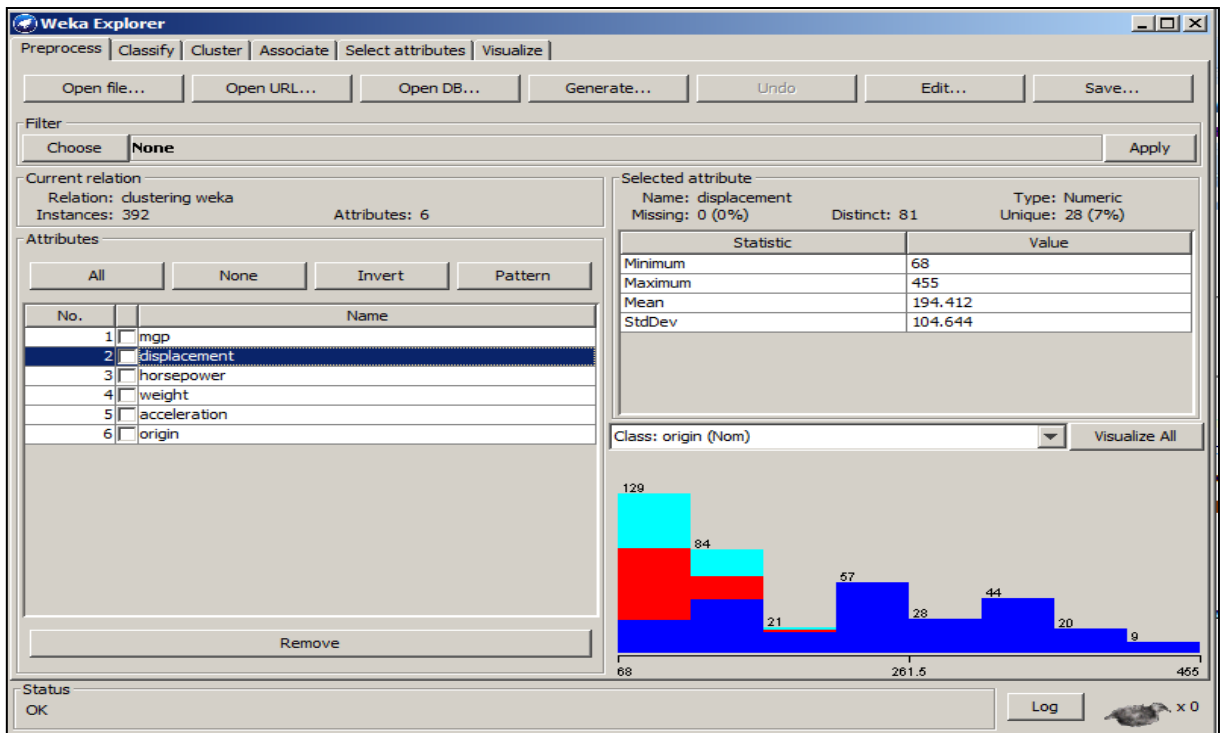 Weka Explorer
Preprocess Classify Cluster Associate Select attributes Visualize
Open file... Open URL... Open DB... Generate... Undo Edit... Save...
Filter
Choose None Apply
Current relation
Relation: clustering weka
Instances: 392 Attributes: 6
Attributes
All None Invert Pattern
No. Name
1 mgp
2 displacement
3 horsepower
4 weight
5 acceleration
6 origin
Remove
Selected attribute
Name: displacement Type: Numeric
Missing: 0 (0%) Distinct: 81 Unique: 28 (7%)
Statistic Value
Minimum 68
Maximum 455
Mean 194.412
StdDev 104.644
Class: origin (Nom) Visualize All
129
84
21
57
28
44
20
9
68 261.5 455
Status
OK Log x 0